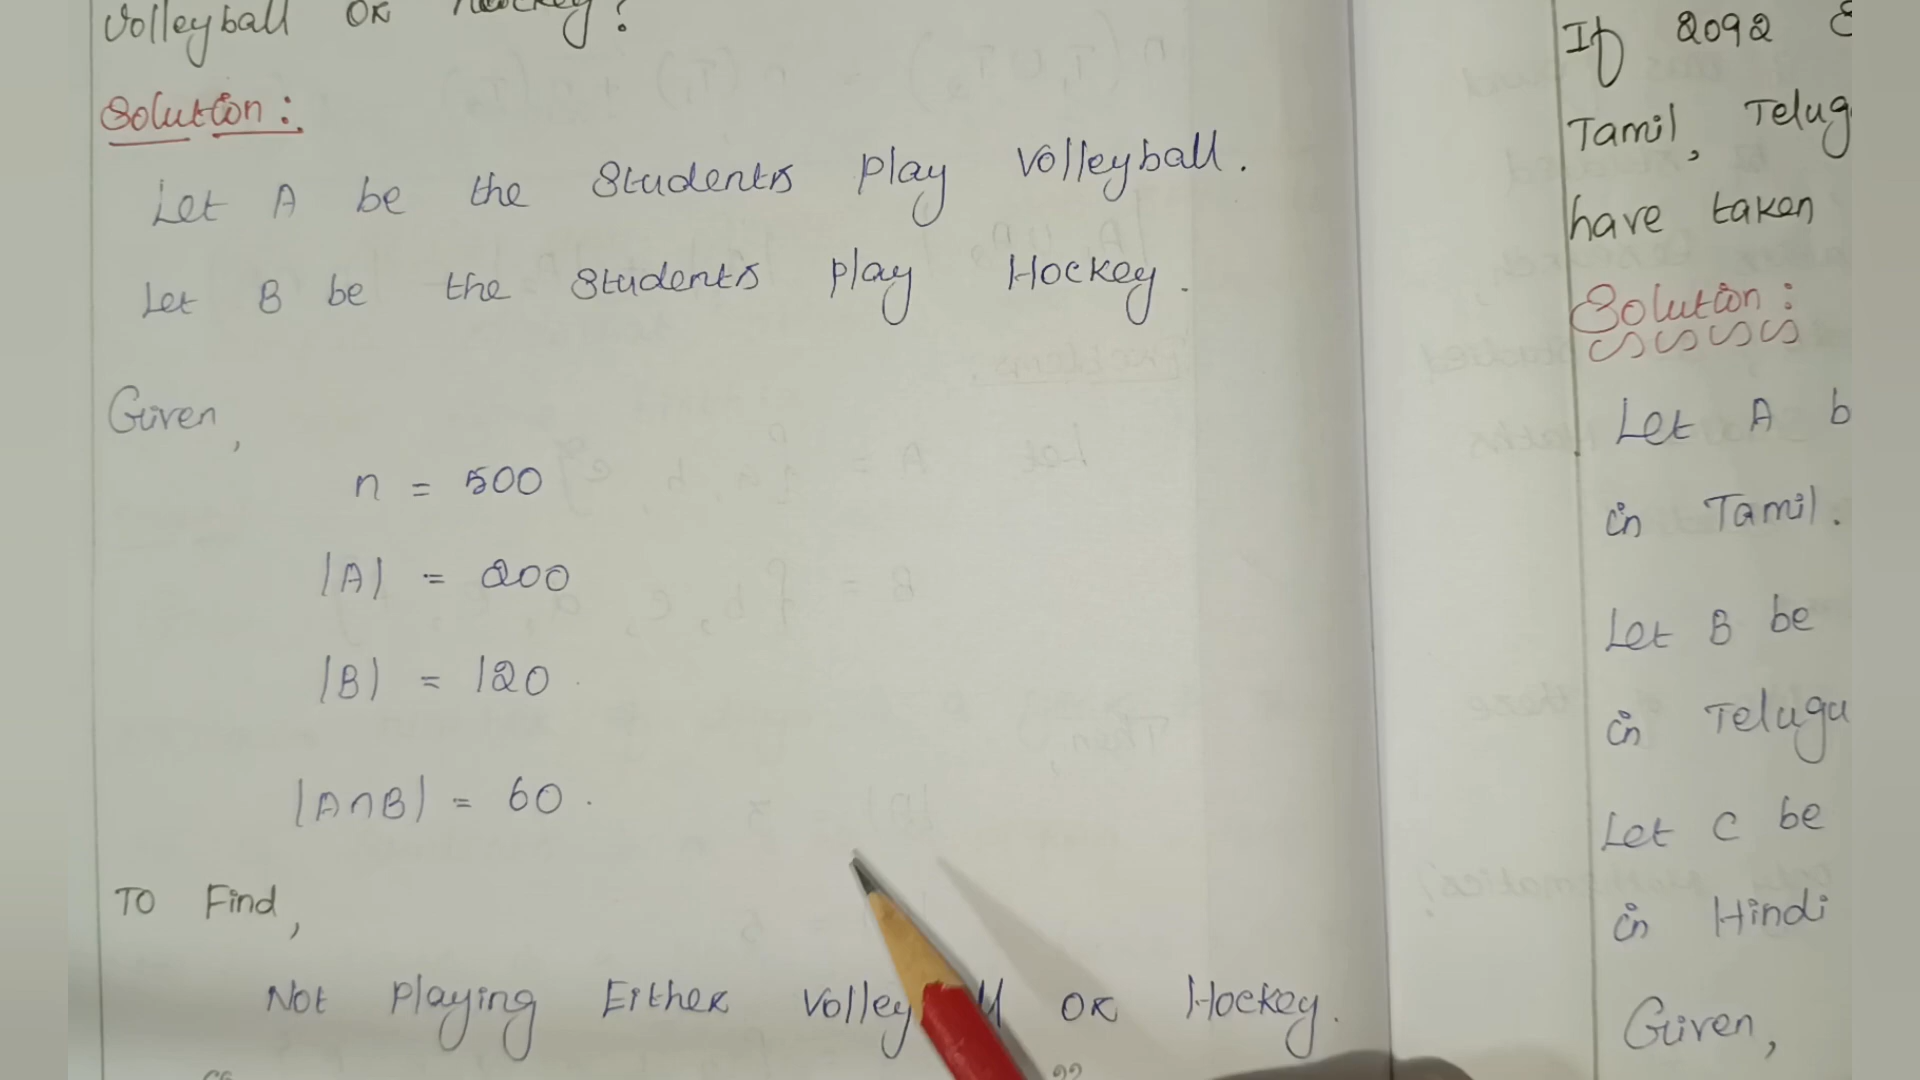 Volleyball OR Hockey?
Solution:
Let A be the Students play Volleyball.
Let B be the Students play Hockey.
Given,
n = 500
|A| = 200
|B| = 120
|A∩B| = 60.
To Find,
Not Playing Either Volley OR Hockey.
If 2092
Tamil, Telug
have taken
Solution:
Let A b
in Tamil.
Let B be
in Telugu
Let C be
in Hindi
Given,